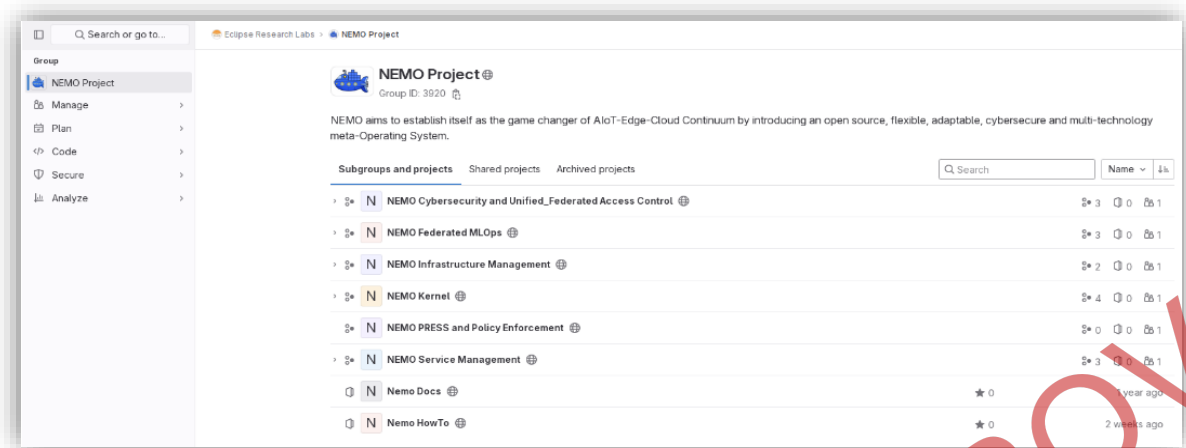 Search or go to...
Eclipse Research Labs > NEMO Project
Group
NEMO Project
Manage
Plan
Code
Secure
Analyze
NEMO Project
Group ID: 3920
NEMO aims to establish itself as the game changer of AIoT-Edge-Cloud Continuum by introducing an open source, flexible, adaptable, cybersecure and multi-technology
meta-Operating System.
Subgroups and projects Shared projects Archived projects
Search
Name
N NEMO Cybersecurity and Unified_Federated Access Control 3 0 1
N NEMO Federated MLOps 3 0 1
N NEMO Infrastructure Management 2 0 1
N NEMO Kernel 4 0 1
N NEMO PRESS and Policy Enforcement 0 0 1
N NEMO Service Management 3 0 1
N Nemo Docs 0 year ago
N Nemo HowTo 0 2 weeks ago